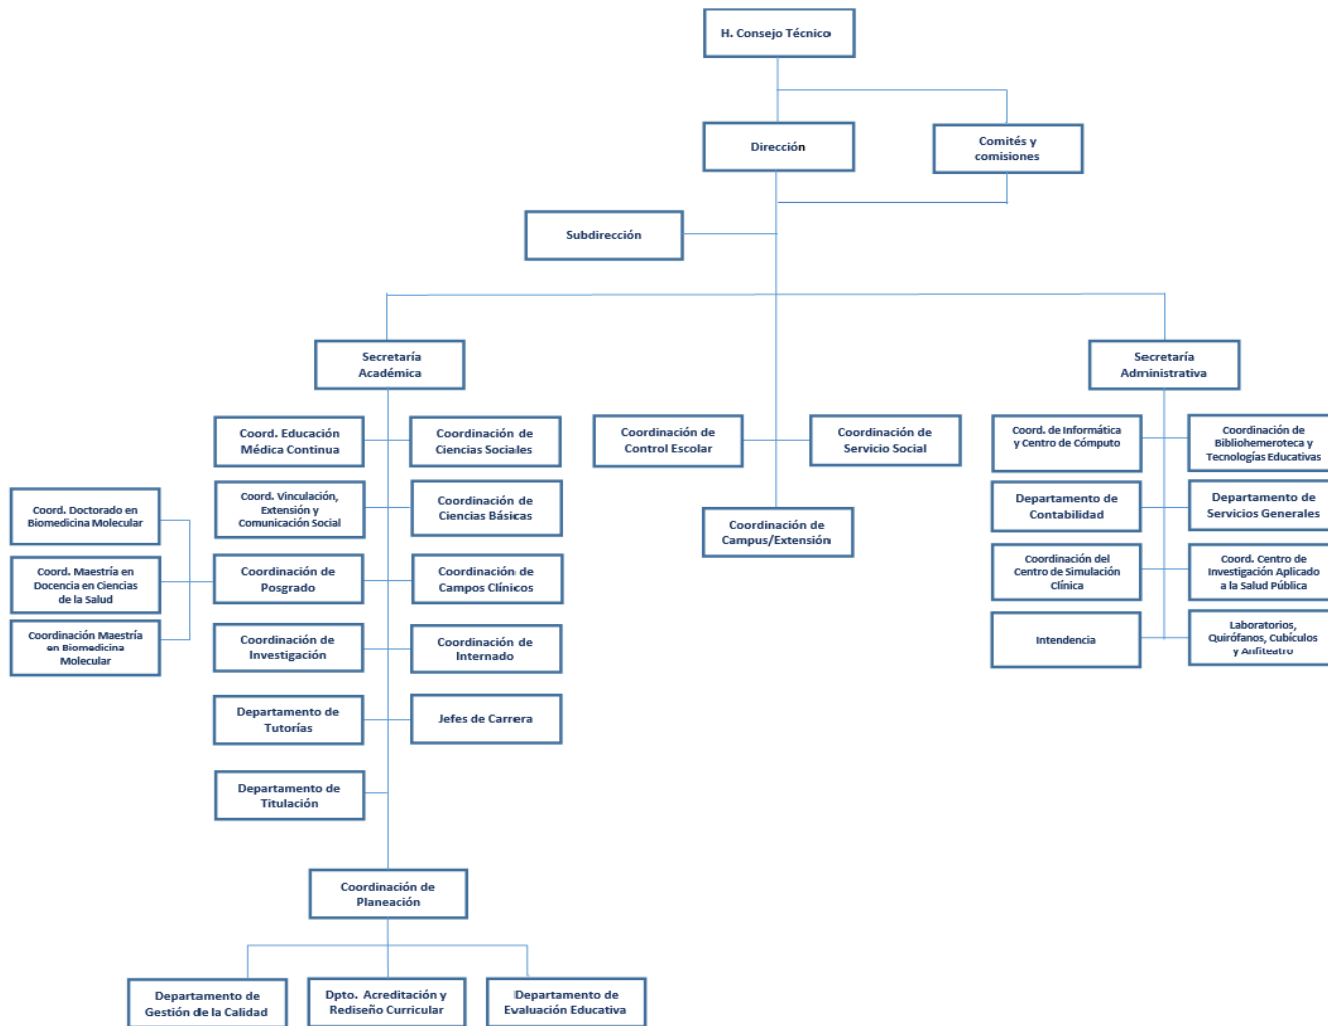 H. Consejo Técnico
Dirección
Comités y
comisiones
Subdirección
Secretaría
Académica
Secretaría
Administrativa
Coord. Educación
Médica Continua
Coordinación de
Ciencias Sociales
Coordinación de
Control Escolar
Coordinación de
Servicio Social
Coord. de Informática
y Centro de Cómputo
Coordinación de
Bibliohemeroteca y
Tecnologías Educativas
Coord. Doctorado en
Biomedicina Molecular
Coord. Vinculación,
Extensión y
Comunicación Social
Coordinación de
Ciencias Básicas
Coordinación de
Campus/Extensión
Departamento de
Contabilidad
Departamento de
Servicios Generales
Coord. Maestría en
Docencia en Ciencias
de la Salud
Coordinación de
Posgrado
Coordinación de
Campos Clínicos
Coordinación del
Centro de Simulación
Clínica
Coord. Centro de
Investigación Aplicado
a la Salud Pública
Coordinación Maestría
en Biomedicina
Molecular
Coordinación de
Investigación
Coordinación de
Internado
Intendencia
Laboratorios,
Quirófanos, Cubículos
y Anfiteatro
Departamento de
Tutorías
Jefes de Carrera
Departamento de
Titulación
Coordinación de
Planeación
Departamento de
Gestión de la Calidad
Dpto. Acreditación y
Rediseño Curricular
Departamento de
Evaluación Educativa